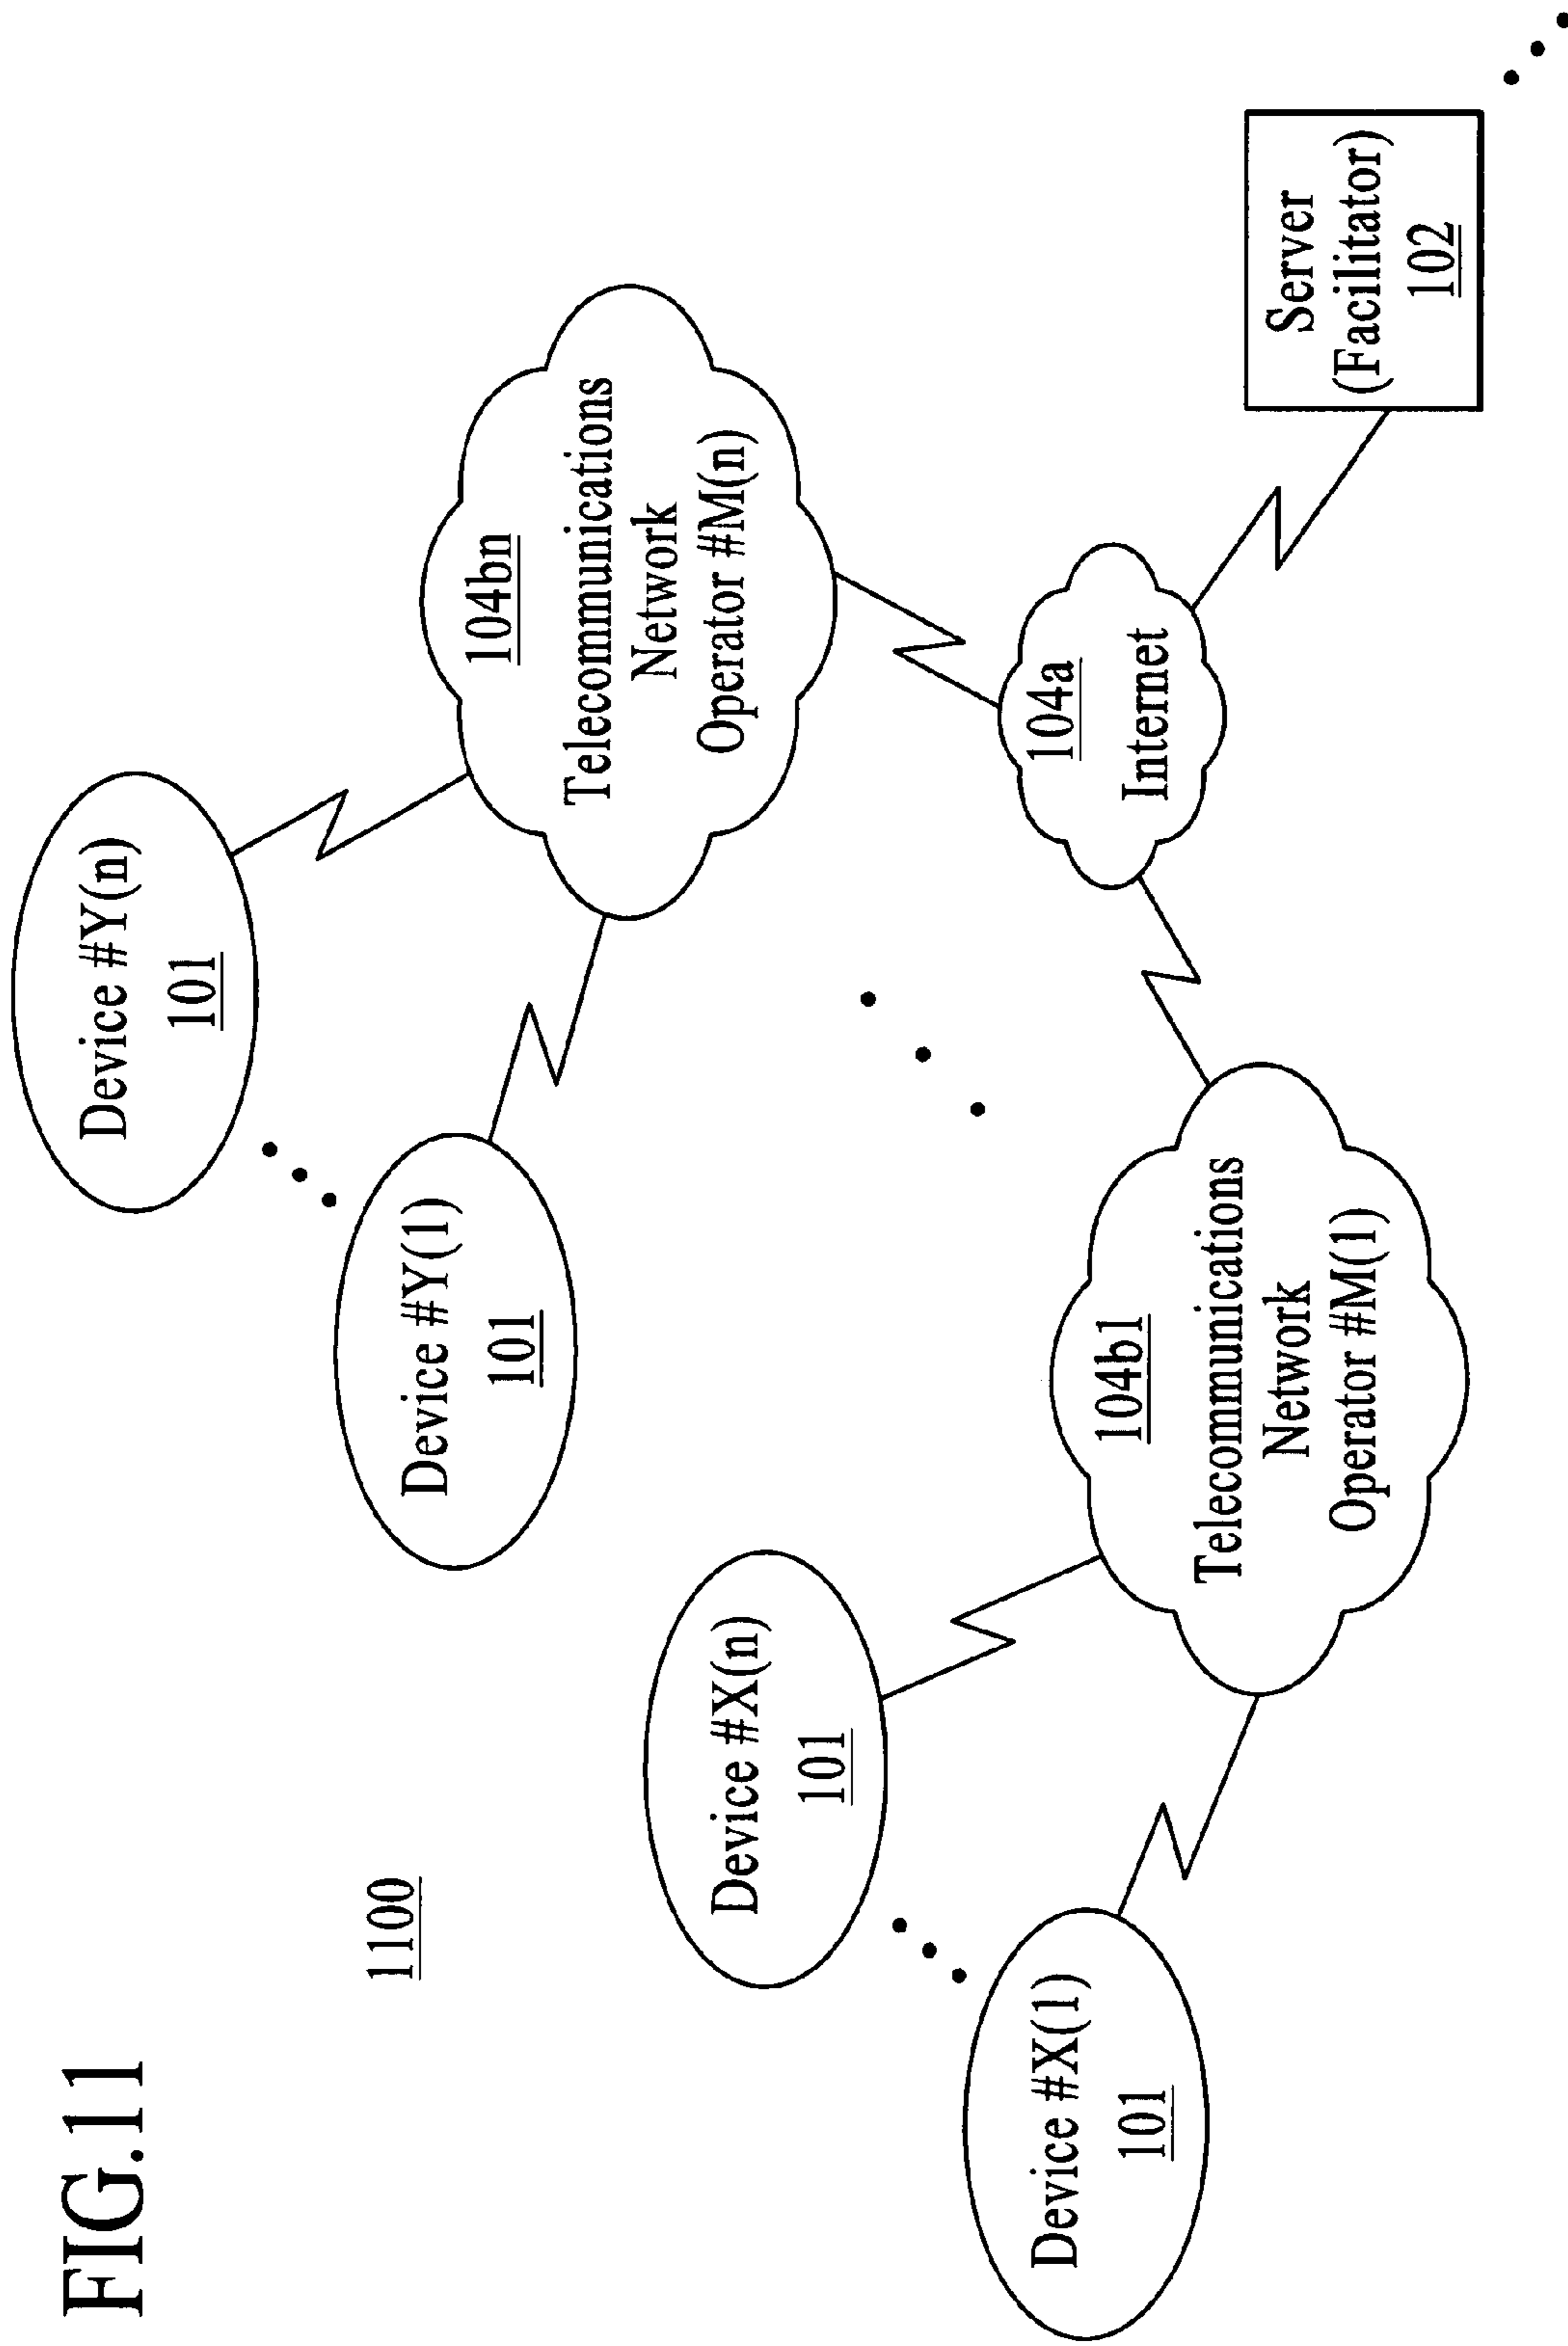 FIG.11
1100
Device #Y(n)
101
Device #Y(1)
101
104bn
Telecommunications
Network
Operator #M(n)
Device #X(n)
101
Device #X(1)
101
104b1
Telecommunications
Network
Operator #M(1)
104a
Internet
Server
(Facilitator)
102